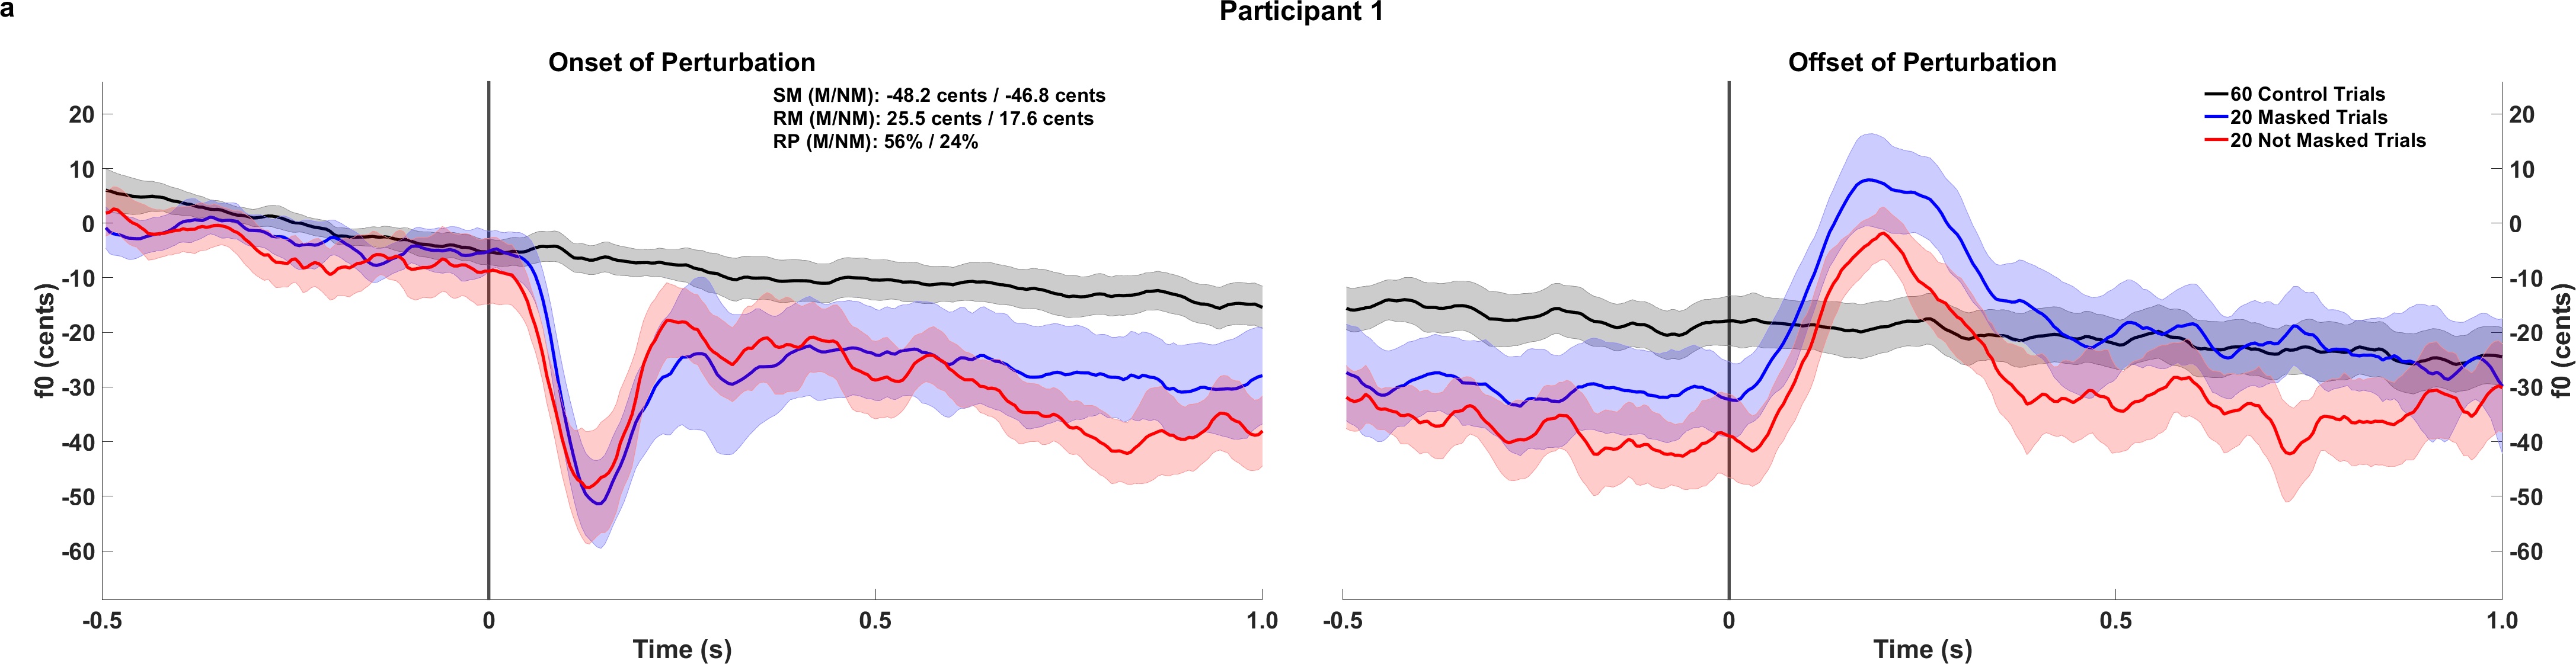 a
Participant 1
Onset of Perturbation
SM (M/NM): -48.2 cents / -46.8 cents
RM (M/NM): 25.5 cents / 17.6 cents
RP (M/NM): 56% / 24%
20
10
0
-10
-20
-30
-40
-50
-60
f0 (cents)
-0.5
0
0.5
1.0
Time (s)
Offset of Perturbation
60 Control Trials
20 Masked Trials
20 Not Masked Trials
20
10
0
-10
-20
-30
-40
-50
-60
f0 (cents)
-0.5
0
0.5
1.0
Time (s)